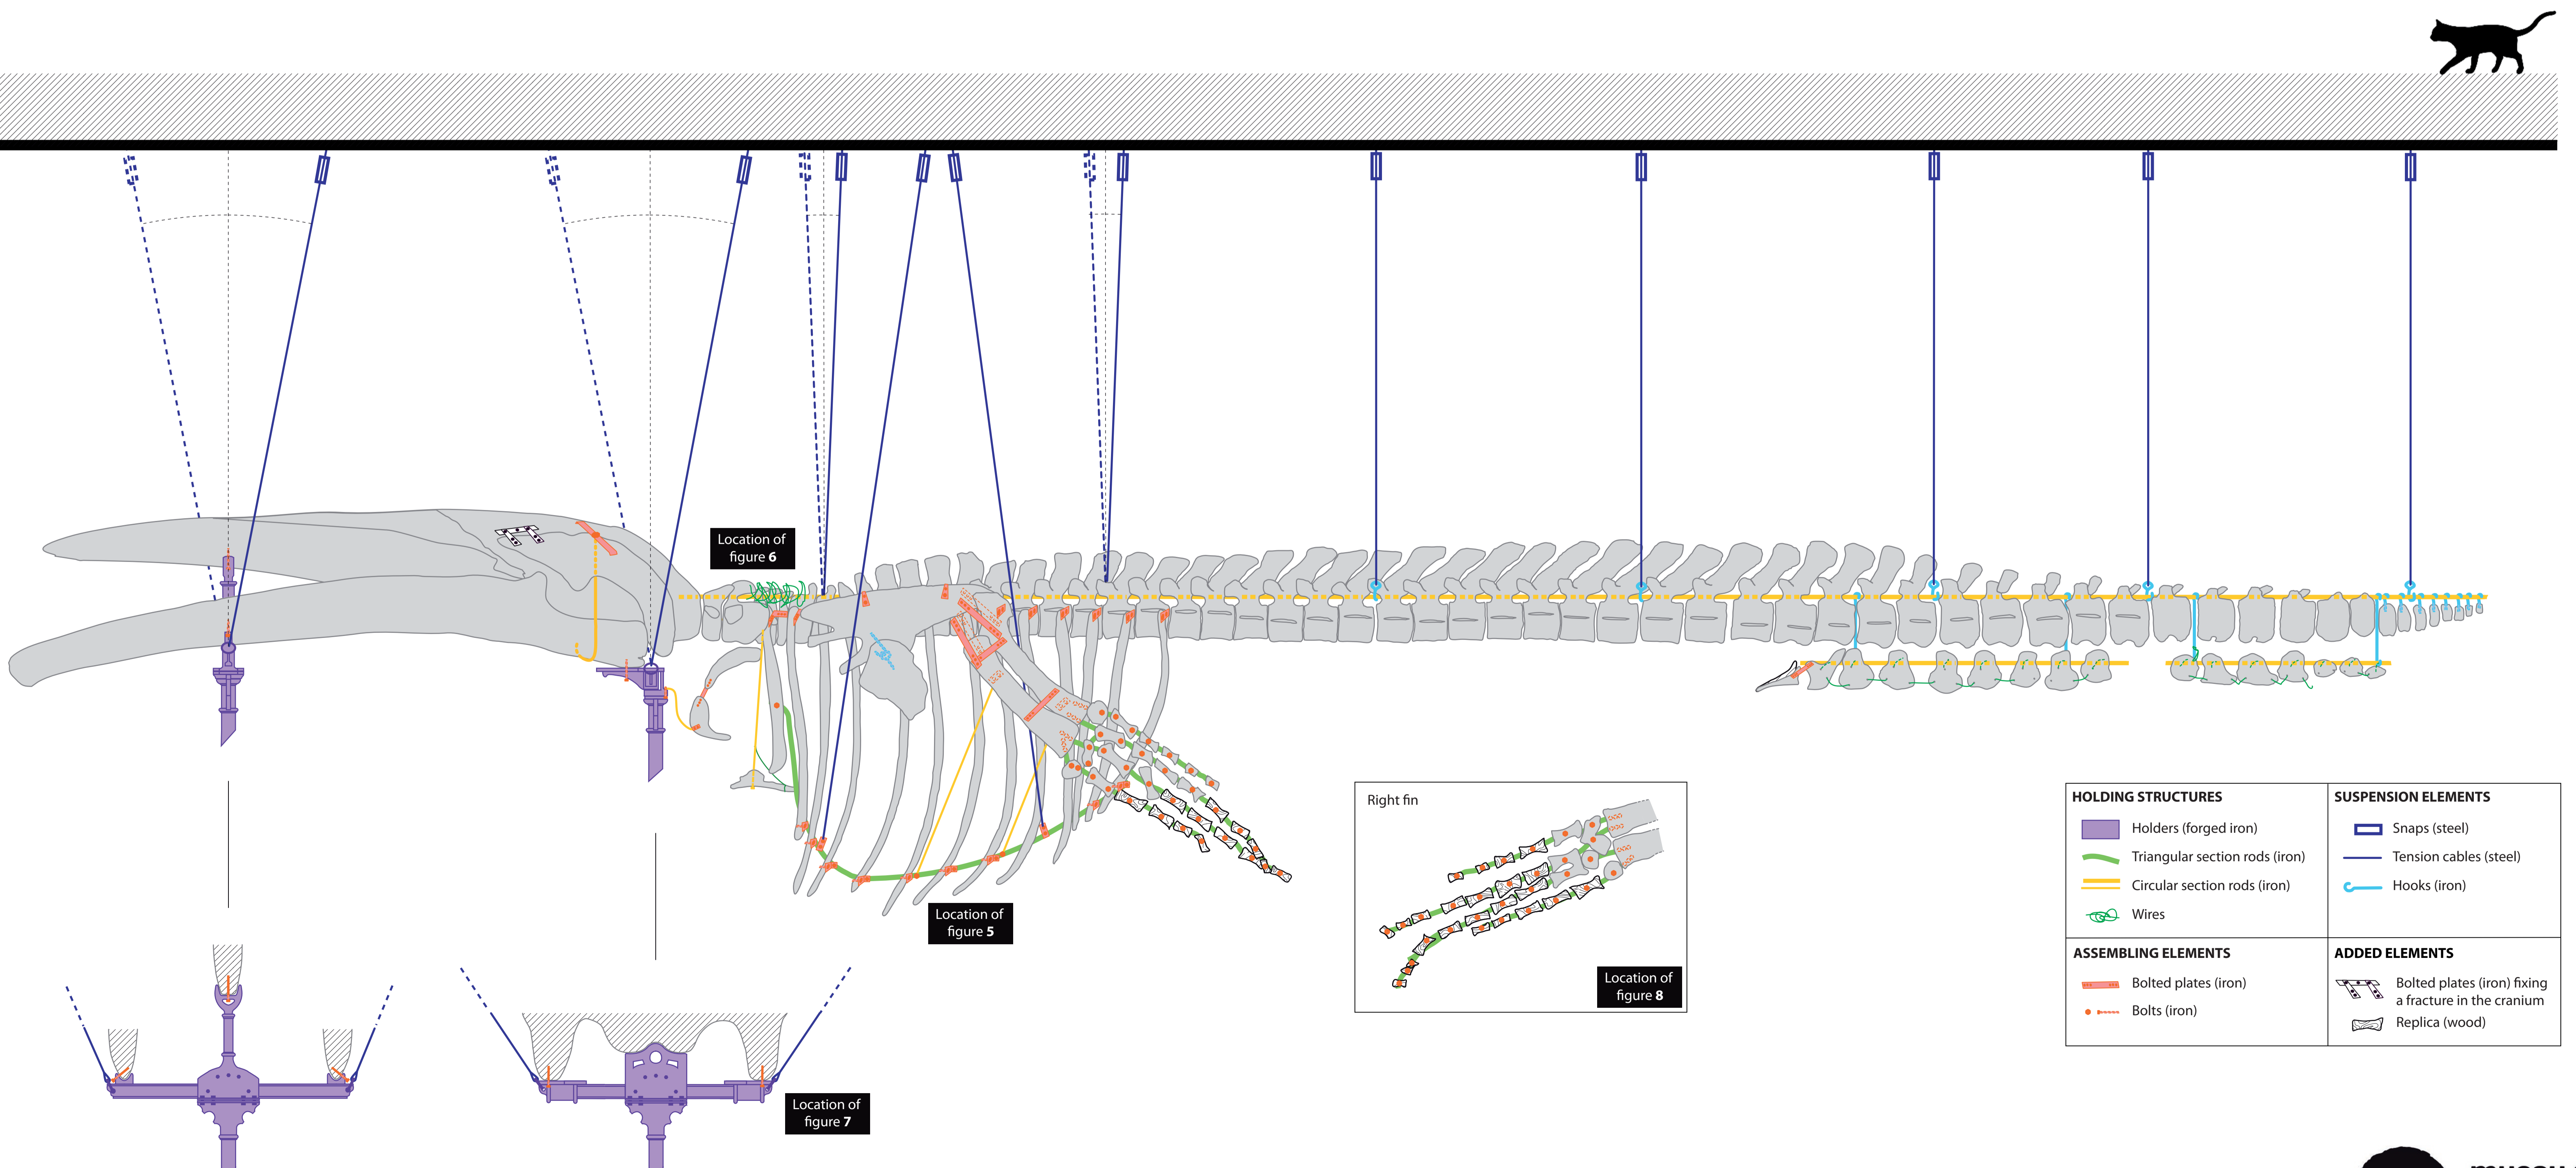 Location of
figure 6
Location of
figure 5
Right fin
Location of
figure 8
Location of
figure 7
HOLDING STRUCTURES
Holders (forged iron)
Triangular section rods (iron)
Circular section rods (iron)
Wires
SUSPENSION ELEMENTS
Snaps (steel)
Tension cables (steel)
Hooks (iron)
ASSEMBLING ELEMENTS
Bolted plates (iron)
Bolts (iron)
ADDED ELEMENTS
Bolted plates (iron) fixing
a fracture in the cranium
Replica (wood)